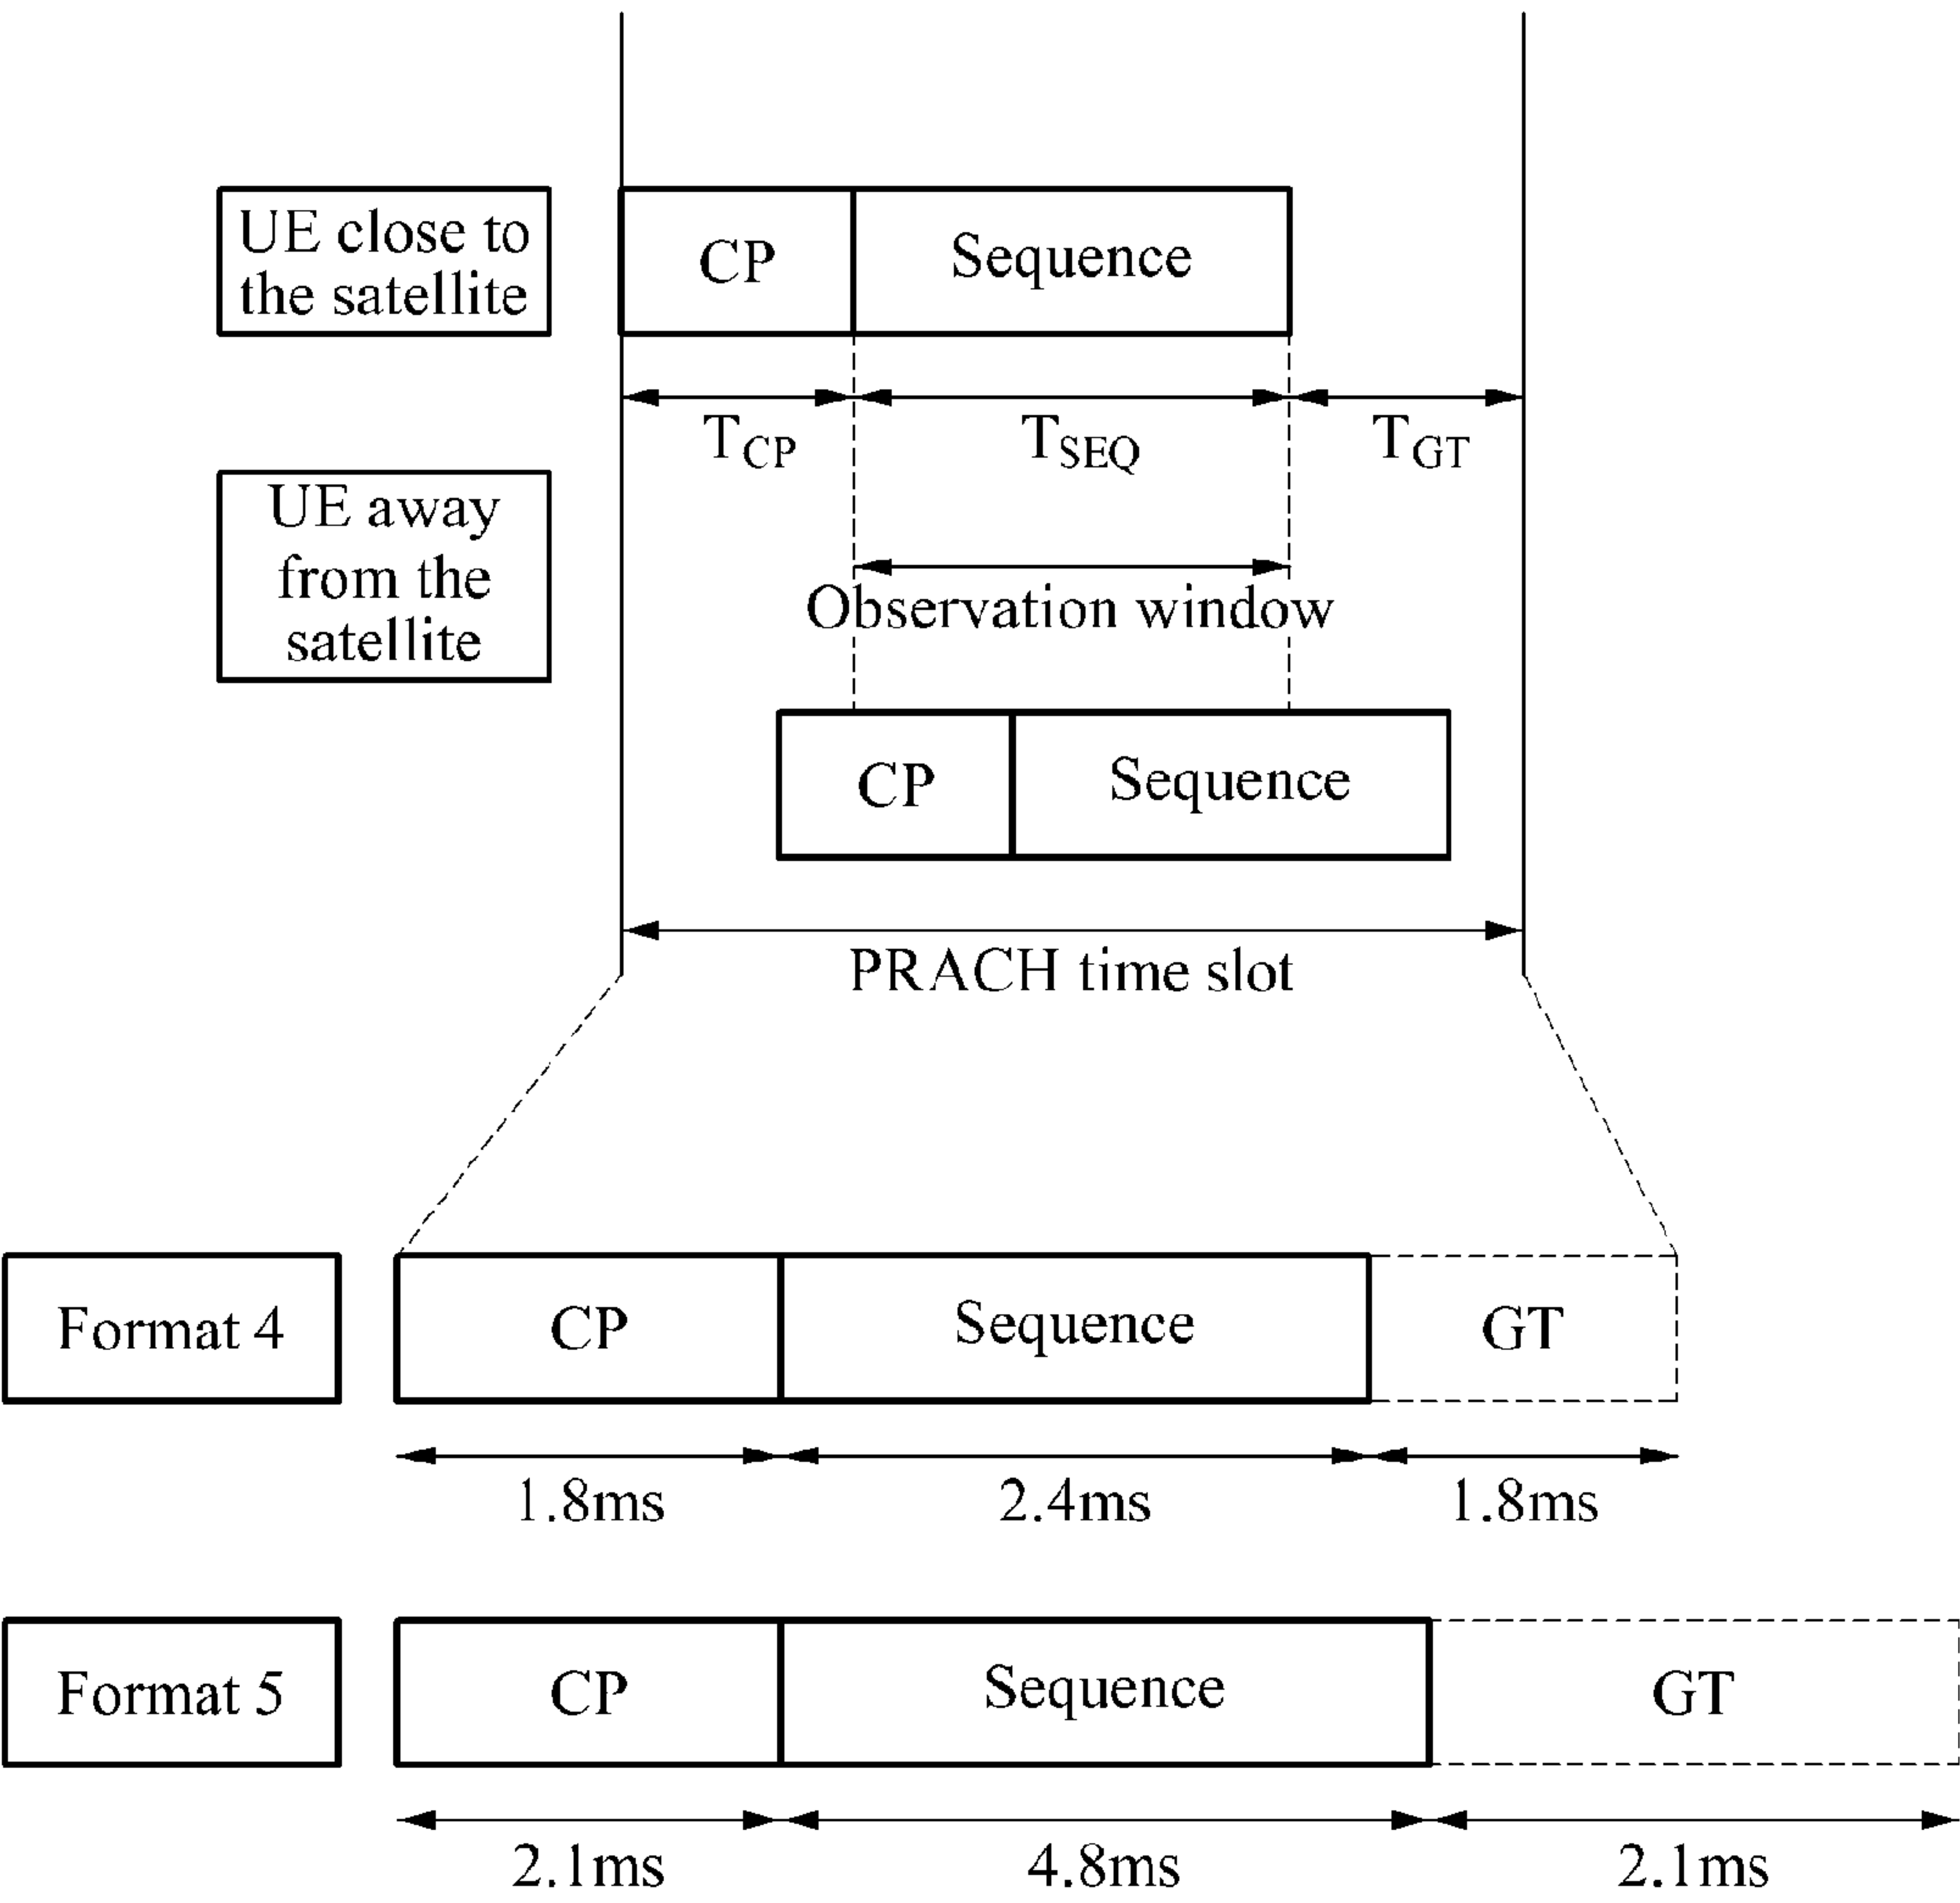 UE close to
the satellite
CP
Sequence
TCP
TSEQ
TGT
UE away
from the
satellite
Observation window
CP
Sequence
PRACH time slot
Format 4
CP
Sequence
GT
1.8ms
2.4ms
1.8ms
Format 5
CP
Sequence
GT
2.1ms
4.8ms
2.1ms